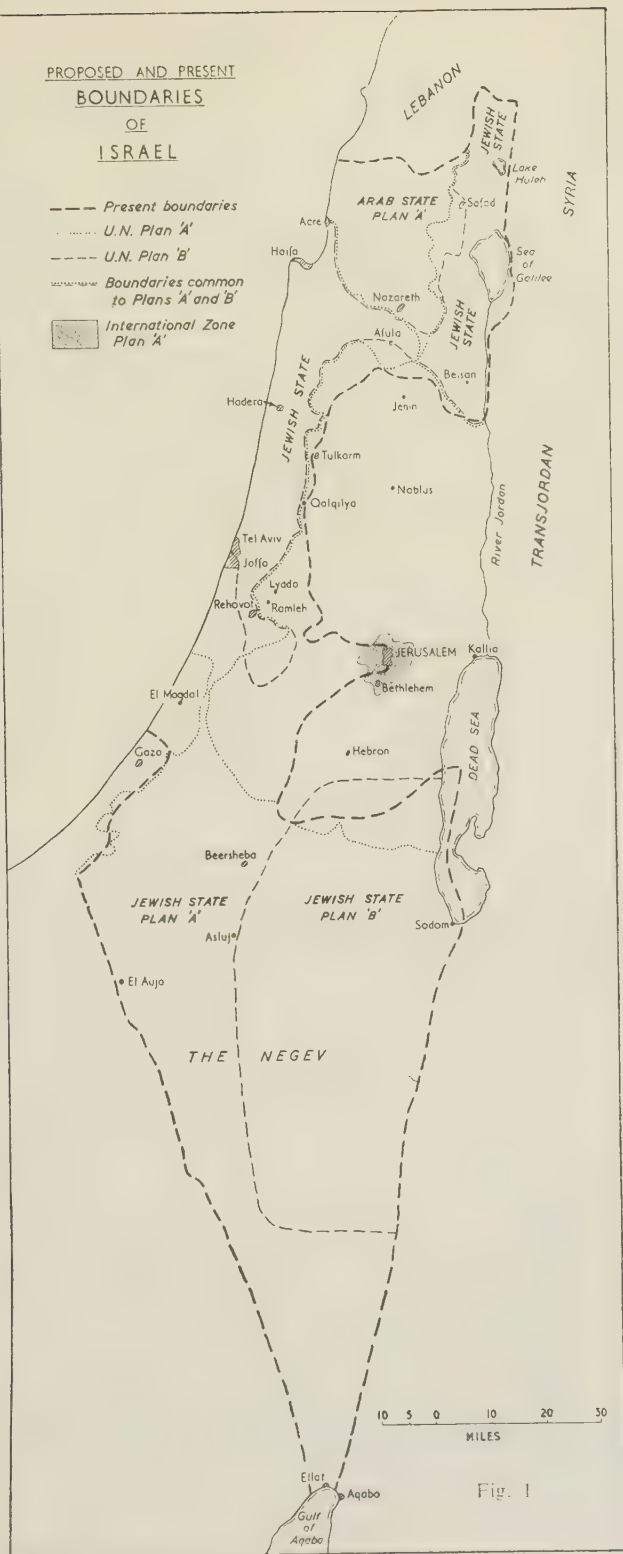 PROPOSED AND PRESENT
BOUNDARIES
OF
ISRAEL
Present boundaries
U.N. Plan 'A'
U.N. Plan 'B'
Boundaries common
to Plans 'A' and 'B'
International Zone
Plan 'A'
LEBANON
JEWISH
STATE
Lake
Huleh
SYRIA
ARAB STATE
PLAN 'A'
Safad
Acre
Haifa
Sea
of
Galilee
Nazareth
JEWISH
STATE
Afula
Beisan
Hadera
JEWISH STATE
Jenin
Tulkarm
Nablus
Qalqilya
River Jordan
TRANSJORDAN
Tel Aviv
Jaffa
Lydda
Rehovot
Ramleh
JERUSALEM
Kallia
Bethlehem
El Magdal
Gaza
Hebron
DEAD SEA
Beersheba
JEWISH STATE
PLAN 'A'
JEWISH STATE
PLAN 'B'
Asluj
Sodom
El Auja
THE NEGEV
10 5 0 10 20 30
MILES
Ellat
Aqaba
Gulf
of
Aqaba
Fig. 1